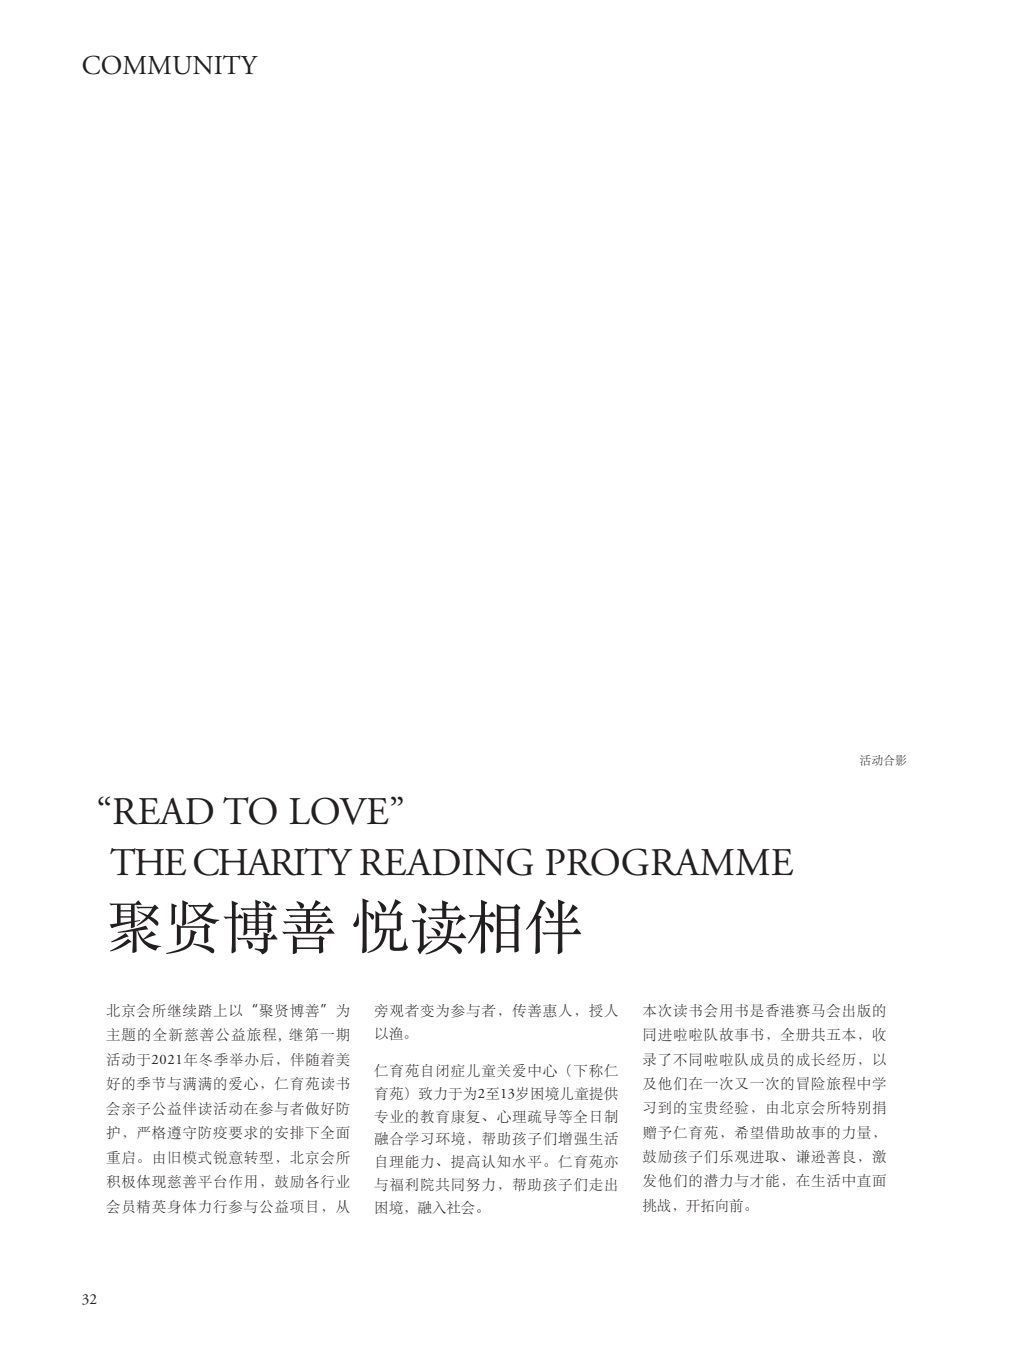 COMMUNITY
活动合影
“READ TO LOVE”
THE CHARITY READING PROGRAMME
聚贤博善 悦读相伴
北京会所继续踏上以“聚贤博善”为
主题的全新慈善公益旅程, 继第一期
活动于2021年冬季举办后，伴随着美
好的季节与满满的爱心，仁育苑读书
会亲子公益伴读活动在参与者做好防
护，严格遵守防疫要求的安排下全面
重启。由旧模式锐意转型，北京会所
积极体现慈善平台作用，鼓励各行业
会员精英身体力行参与公益项目，从
旁观者变为参与者，传善惠人，授人
以渔。
仁育苑自闭症儿童关爱中心（下称仁
育苑）致力于为2至13岁困境儿童提供
专业的教育康复、心理疏导等全日制
融合学习环境，帮助孩子们增强生活
自理能力、提高认知水平。仁育苑亦
与福利院共同努力，帮助孩子们走出
困境，融入社会。
本次读书会用书是香港赛马会出版的
同进啦啦队故事书，全册共五本，收
录了不同啦啦队成员的成长经历，以
及他们在一次又一次的冒险旅程中学
习到的宝贵经验，由北京会所特别捐
赠予仁育苑，希望借助故事的力量，
鼓励孩子们乐观进取、谦逊善良，激
发他们的潜力与才能，在生活中直面
挑战，开拓向前。
32